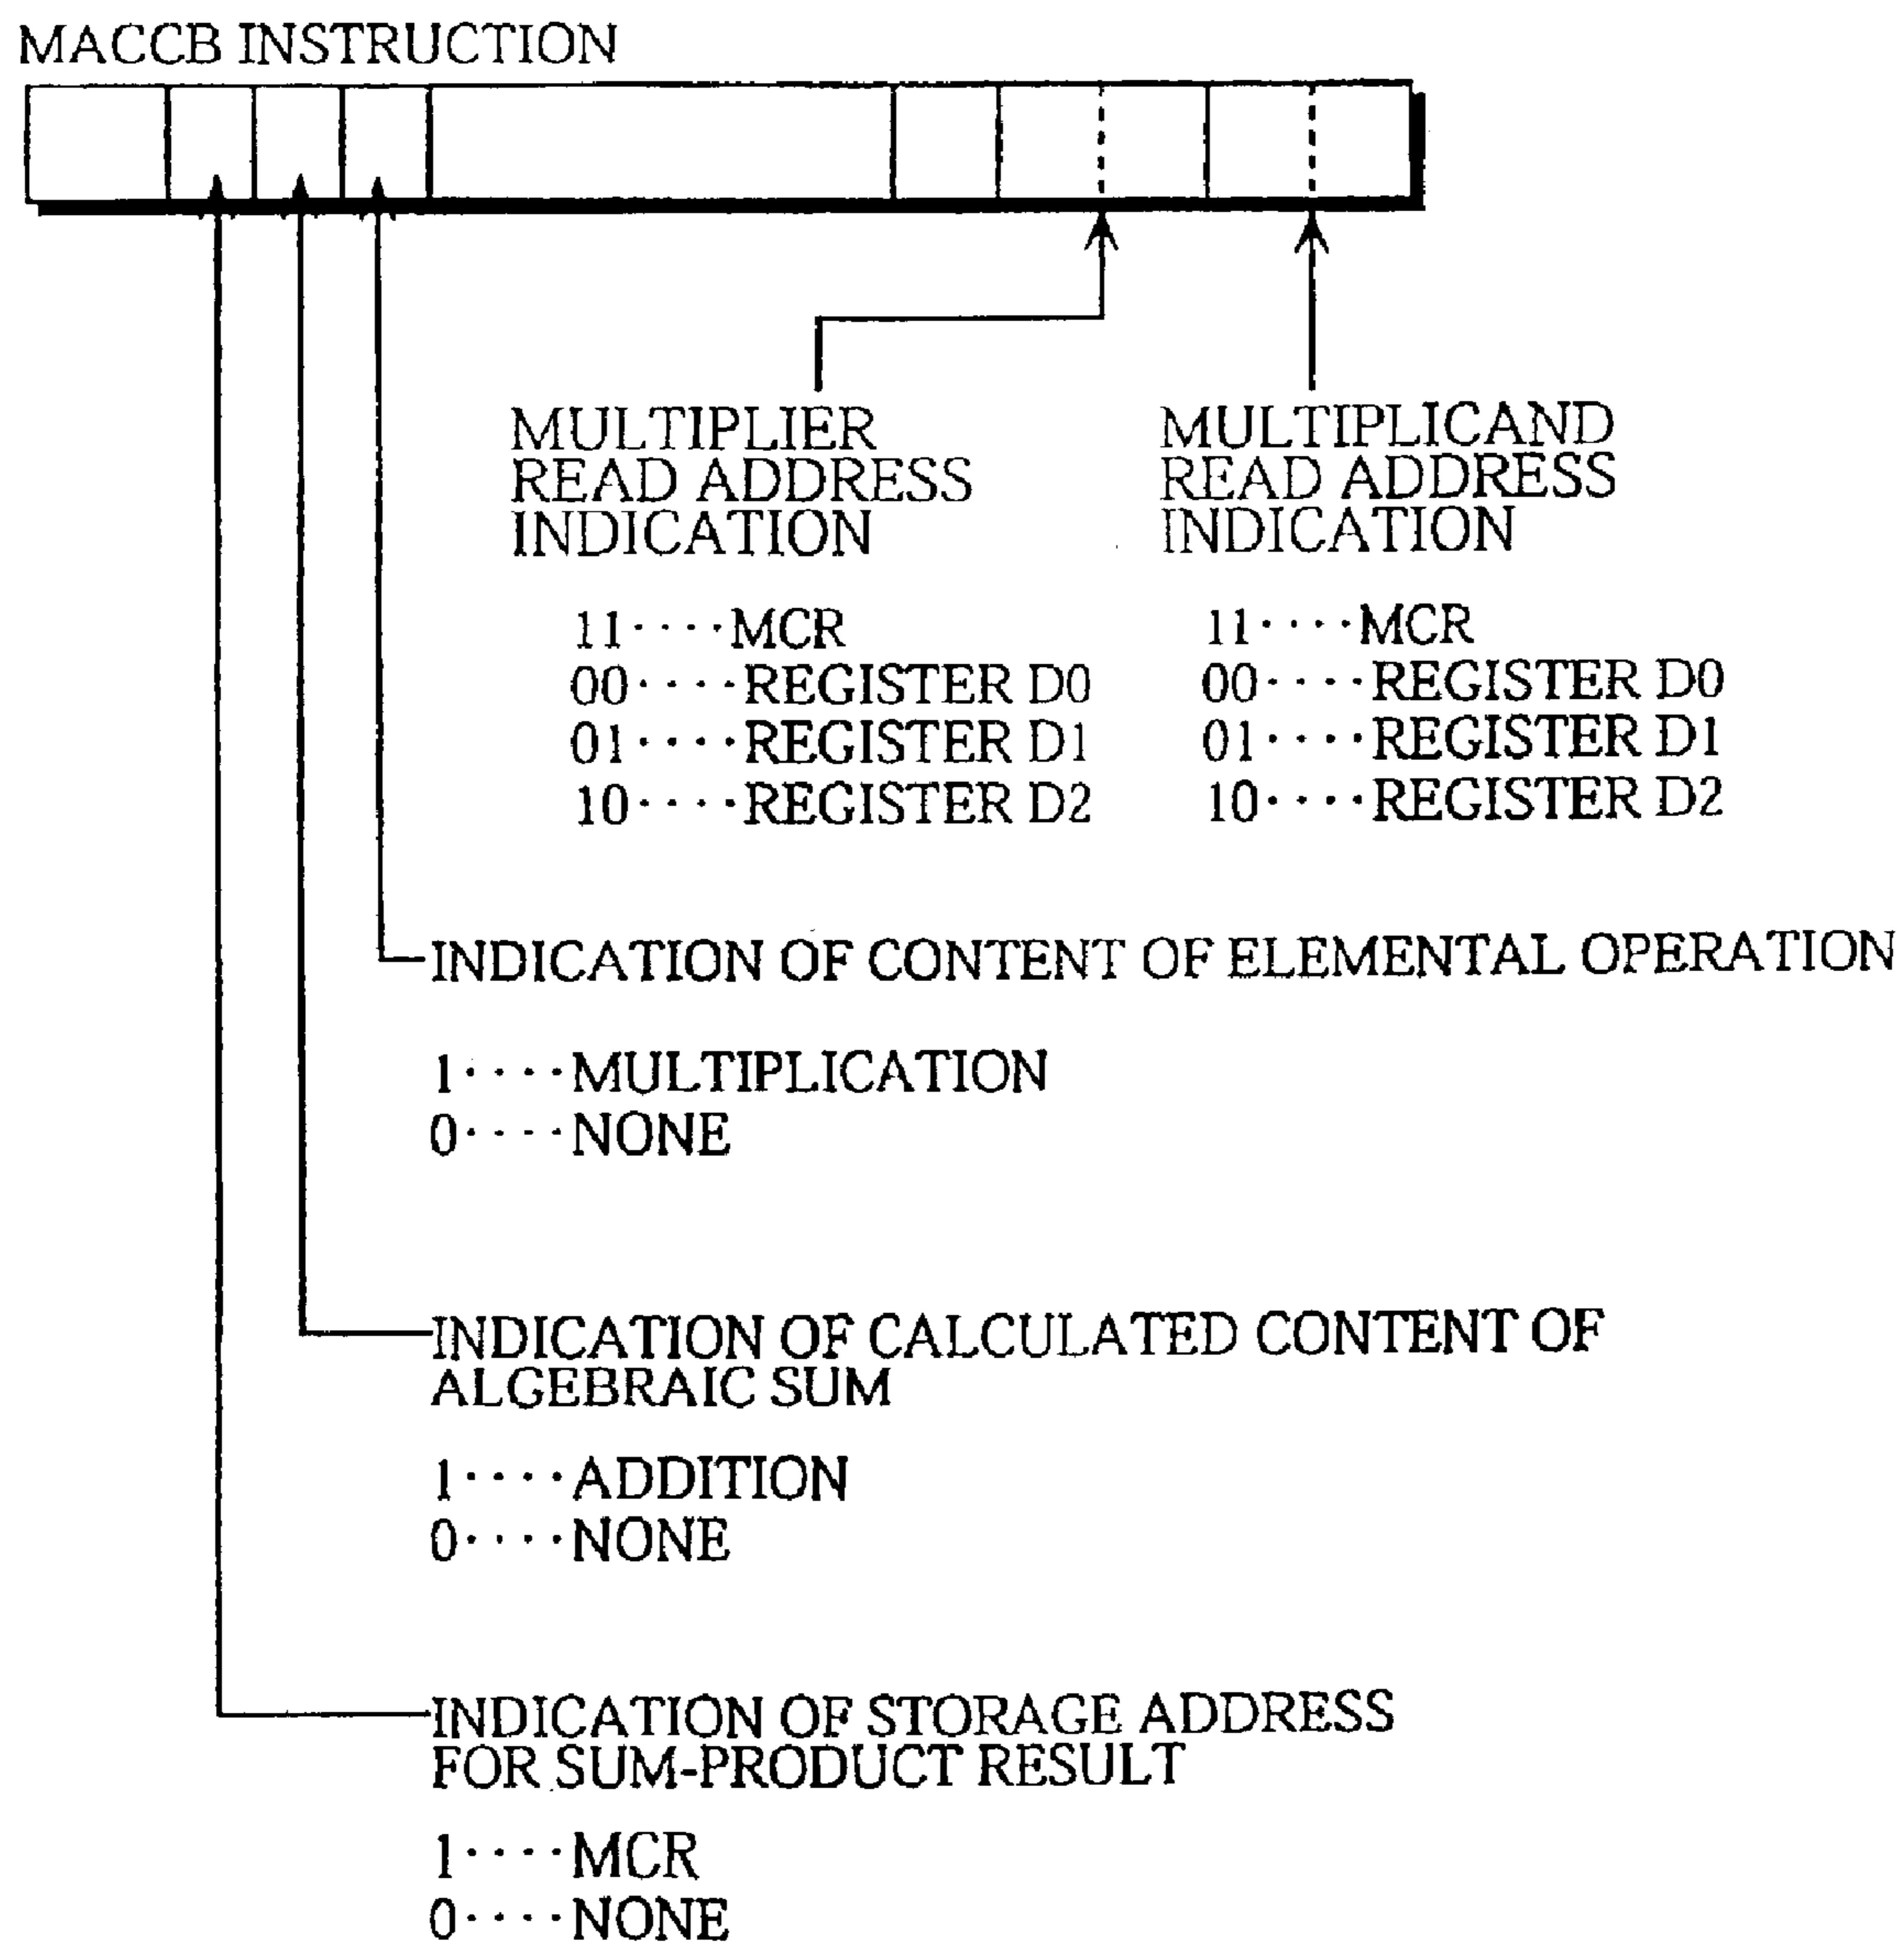 MACCB INSTRUCTION
MULTIPLIER
READ ADDRESS
INDICATION
11····MCR
00····REGISTER D0
01····REGISTER D1
10····REGISTER D2
MULTIPLICAND
READ ADDRESS
INDICATION
11····MCR
00····REGISTER D0
01····REGISTER D1
10····REGISTER D2
INDICATION OF CONTENT OF ELEMENTAL OPERATION
1····MULTIPLICATION
0····NONE
INDICATION OF CALCULATED CONTENT OF
ALGEBRAIC SUM
1····ADDITION
0····NONE
INDICATION OF STORAGE ADDRESS
FOR SUM-PRODUCT RESULT
1····MCR
0····NONE